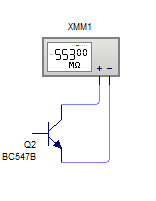 XMM1
-553.00
MΩ
+ -
Q2
BC547B